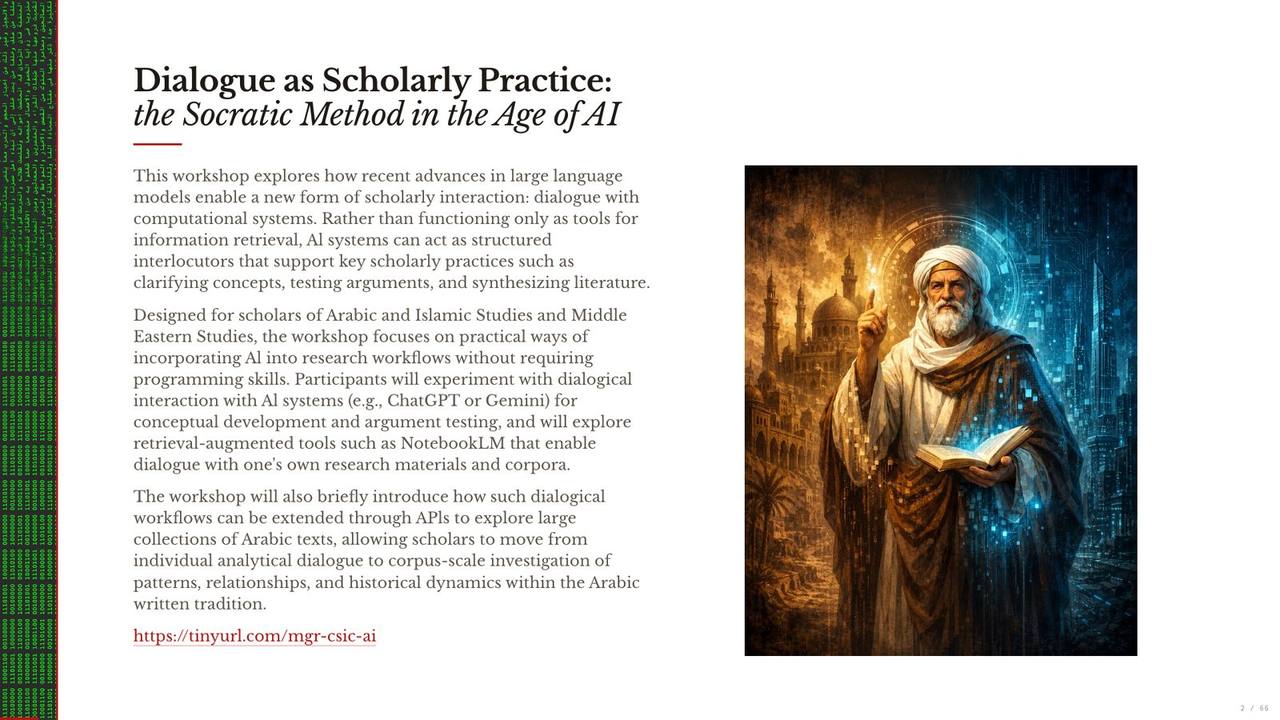 Dialogue as Scholarly Practice:
the Socratic Method in the Age of AI
This workshop explores how recent advances in large language
models enable a new form of scholarly interaction: dialogue with
computational systems. Rather than functioning only as tools for
information retrieval, Al systems can act as structured
interlocutors that support key scholarly practices such as
clarifying concepts, testing arguments, and synthesizing literature.
Designed for scholars of Arabic and Islamic Studies and Middle
Eastern Studies, the workshop focuses on practical ways of
incorporating Al into research workflows without requiring
programming skills. Participants will experiment with dialogical
interaction with Al systems (e.g., ChatGPT or Gemini) for
conceptual development and argument testing, and will explore
retrieval-augmented tools such as NotebookLM that enable
dialogue with one's own research materials and corpora.
The workshop will also briefly introduce how such dialogical
workflows can be extended through APls to explore large
collections of Arabic texts, allowing scholars to move from
individual analytical dialogue to corpus-scale investigation of
patterns, relationships, and historical dynamics within the Arabic
written tradition.
https://tinyurl.com/mgr-csic-ai
2 / 66